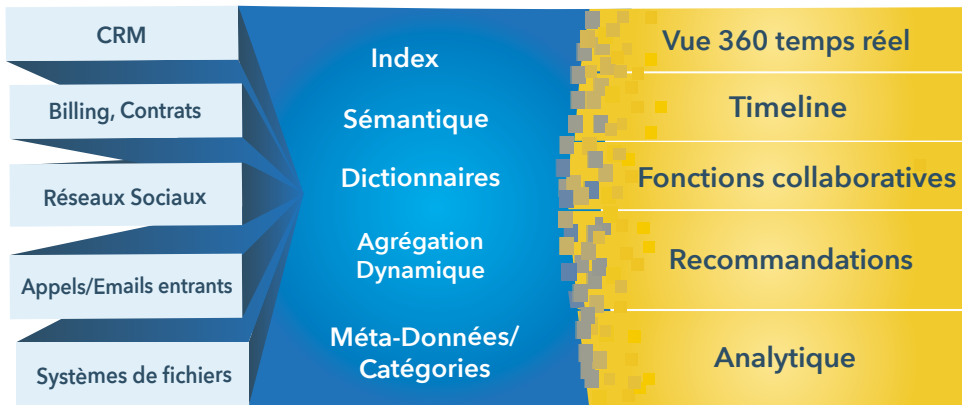 CRM
Billing, Contrats
Réseaux Sociaux
Appels/Emails entrants
Systèmes de fichiers
Index
Sémantique
Dictionnaires
Agrégation
Dynamique
Méta-Données/
Catégories
Vue 360 temps réel
Timeline
Fonctions collaboratives
Recommandations
Analytique